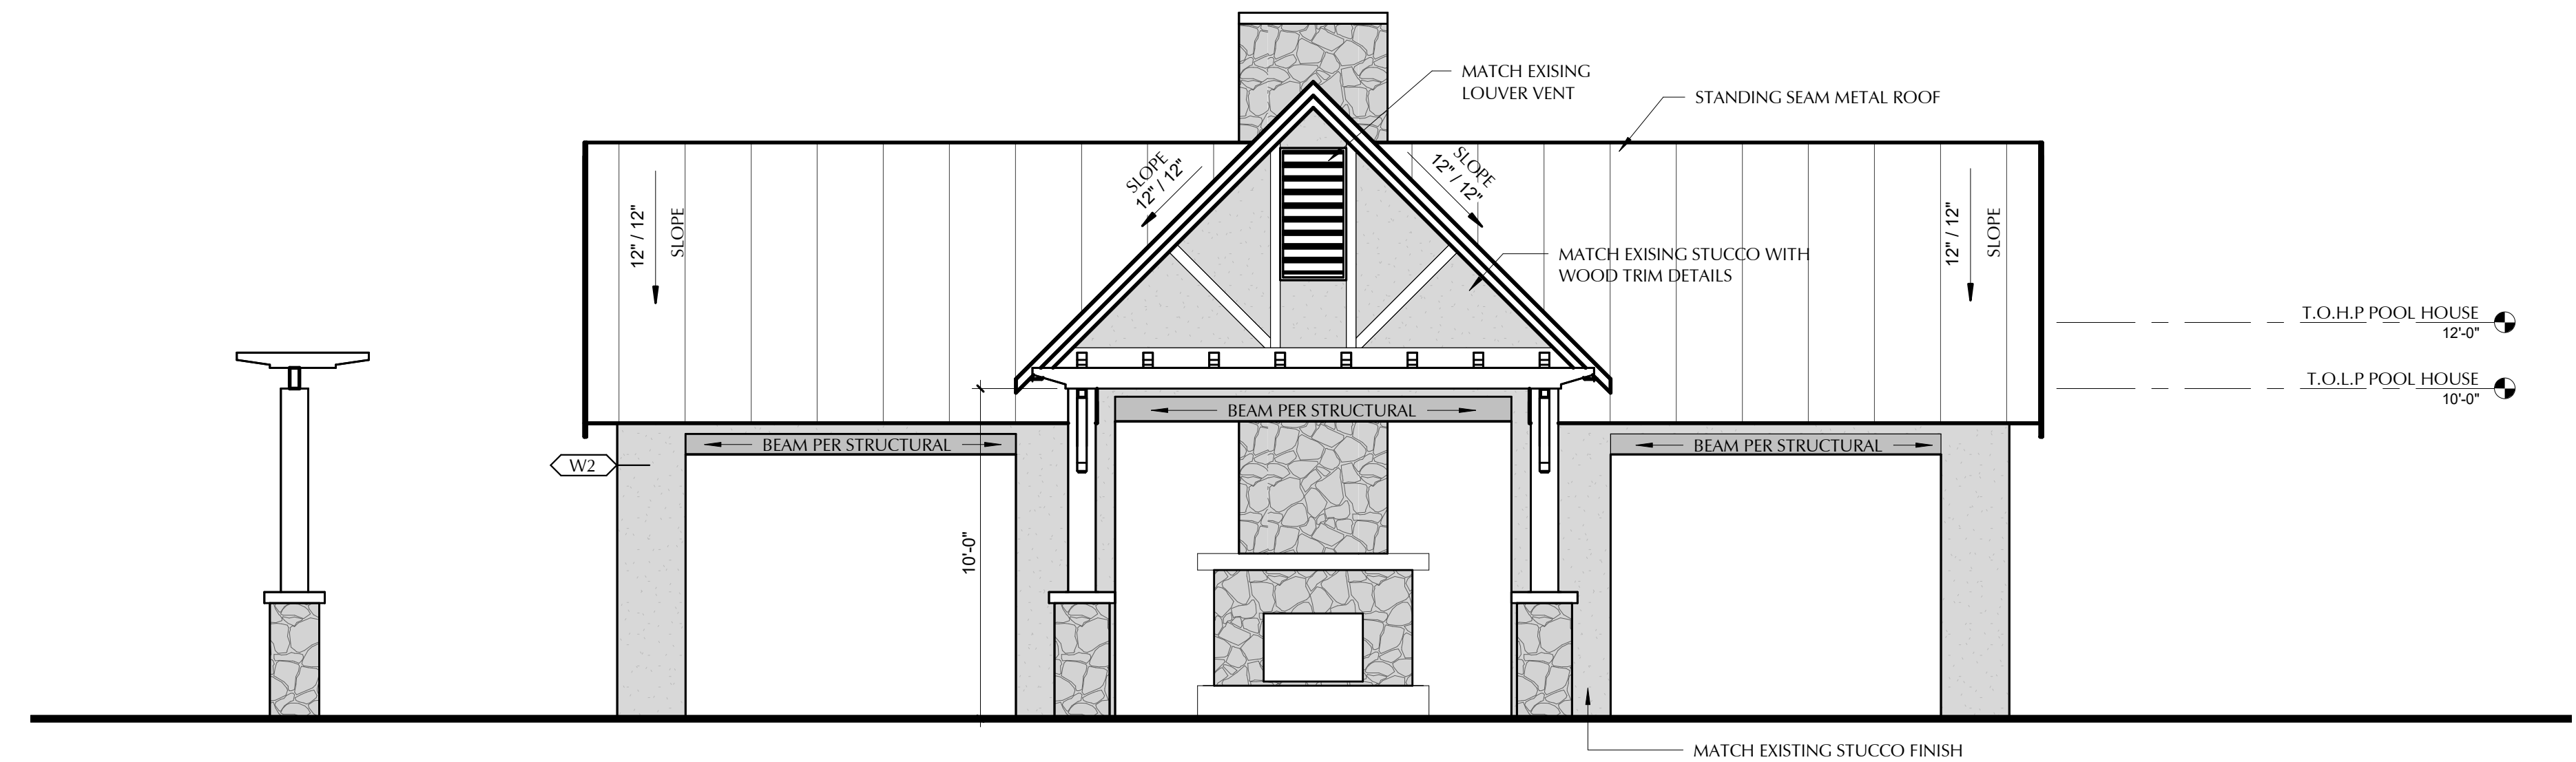 MATCH EXISING
LOUVER VENT
STANDING SEAM METAL ROOF
SLOPE
12" / 12"
SLOPE
12" / 12"
12" / 12"
SLOPE
12" / 12"
SLOPE
MATCH EXISING STUCCO WITH
WOOD TRIM DETAILS
T.O.H.P POOL HOUSE
12'-0"
T.O.L.P POOL HOUSE
10'-0"
BEAM PER STRUCTURAL
BEAM PER STRUCTURAL
BEAM PER STRUCTURAL
W2
10'-0"
MATCH EXISTING STUCCO FINISH